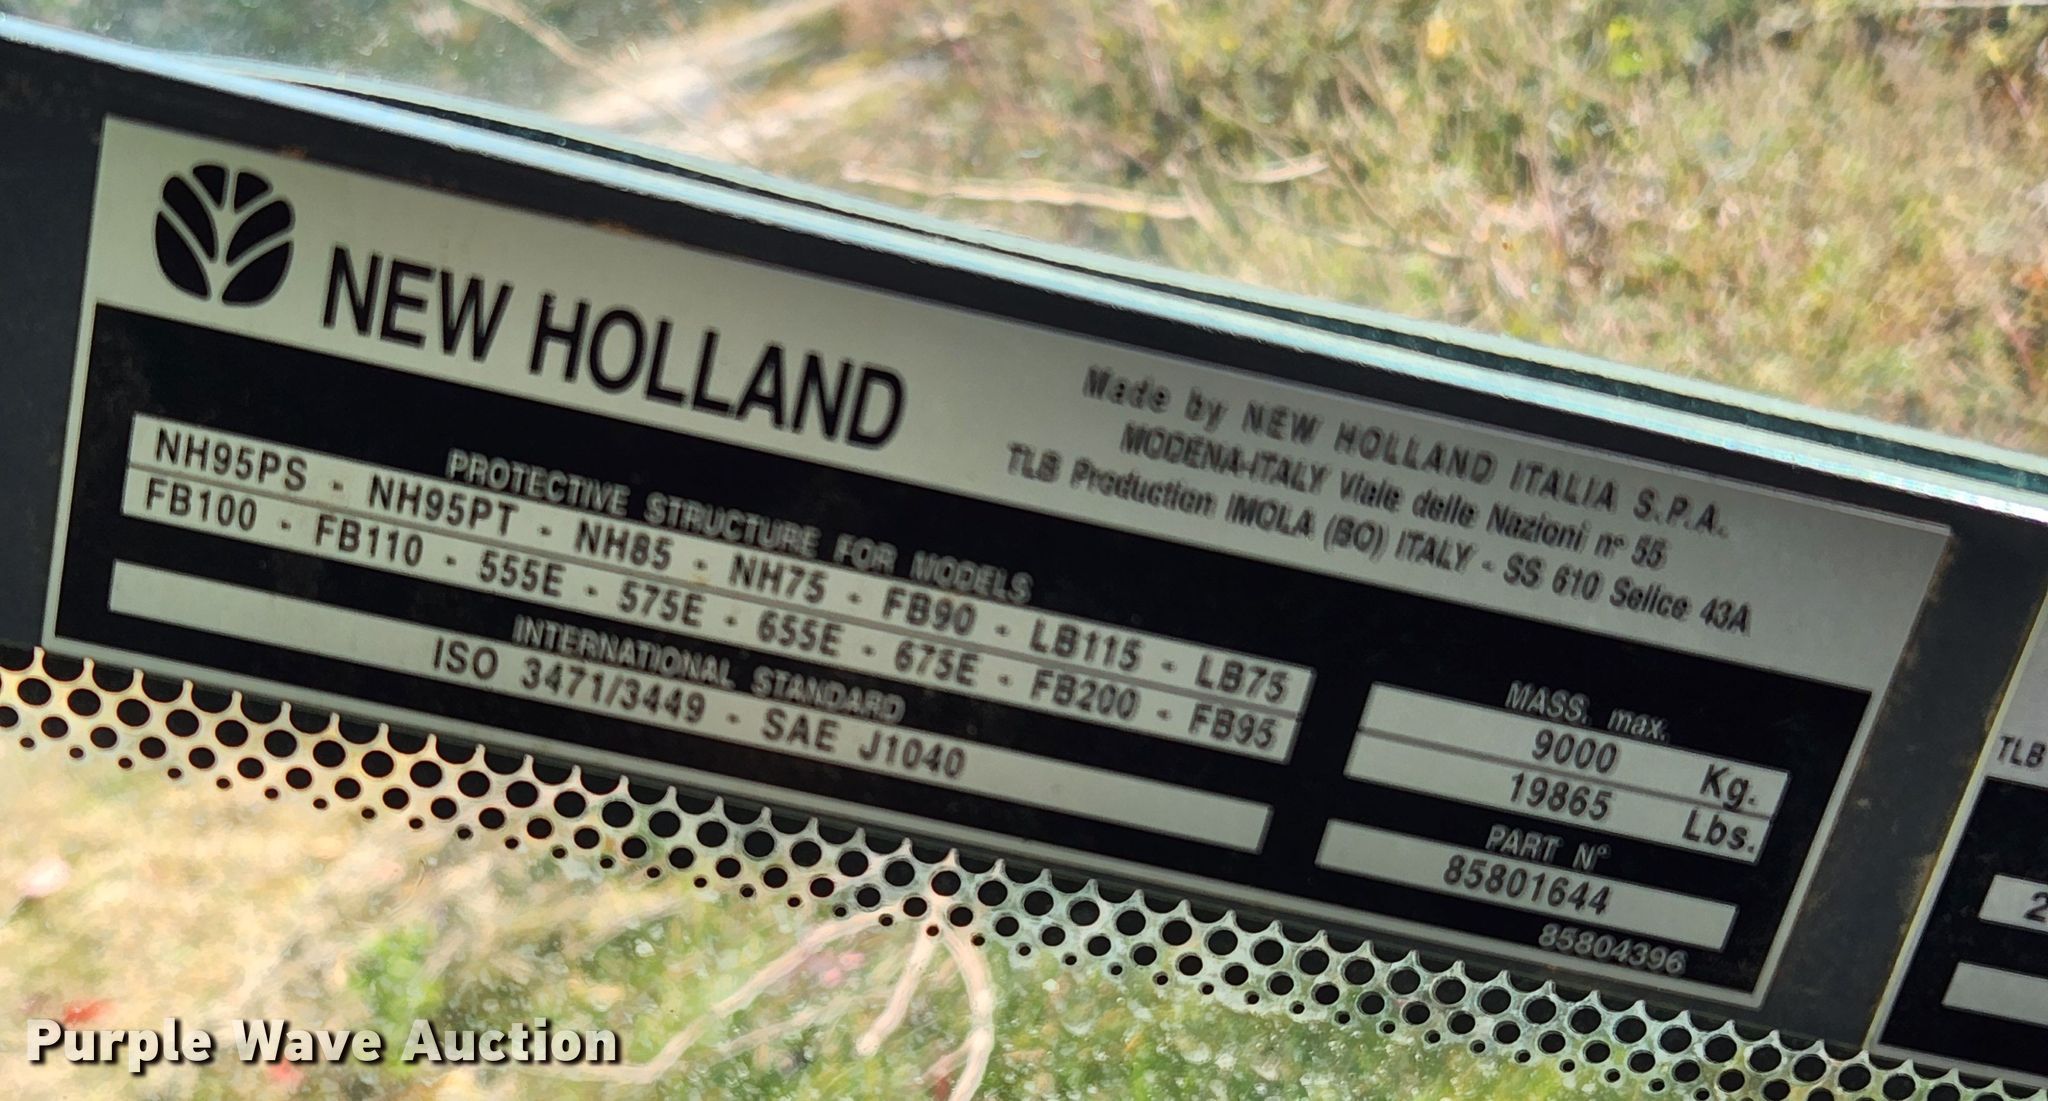 NEW HOLLAND
Made by NEW HOLLAND ITALIA S.P.A.
MODENA-ITALY Viale delle Nazioni n° 55
TLB Production IMOLA (BO) ITALY - SS 610 Selice 43A
PROTECTIVE STRUCTURE FOR MODELS
NH95PS - NH95PT - NH85 - NH75 - FB90 - LB115 - LB75
FB100 - FB110 - 555E - 575E - 655E - 675E - FB200 - FB95
INTERNATIONAL STANDARD
ISO 3471/3449 - SAE J1040
MASS. max.
9000 Kg.
19865 Lbs.
PART N°
85801644
85804396
TLB
2
Purple Wave Auction